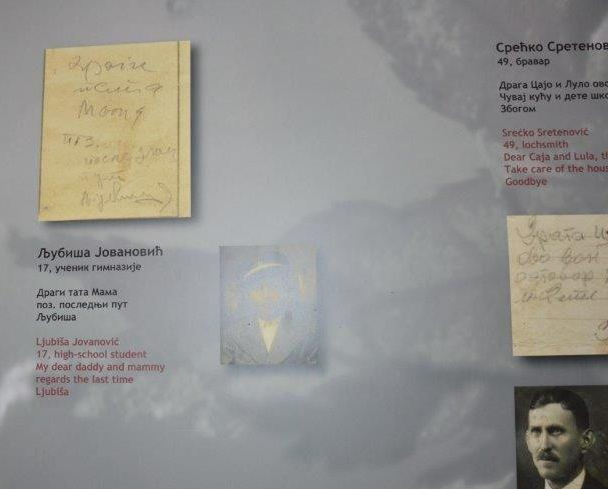 Драги
тата
Мама
поз.
последњи
пут
Љубиша
Љубиша Јовановић
17, ученик гимназије
Драги тата Мама
поз. последњи пут
Љубиша
Ljubiša Jovanović
17, high-school student
My dear daddy and mammy
regards the last time
Ljubiša
Срећко Сретенов
49, бравар
Драга Цајо и Луло ово
Чувај кућу и дете шко
Збогом
Srećko Sretenović
49, lochsmith
Dear Caja and Lula, th
Take care of the hous
Goodbye
Драга
ово